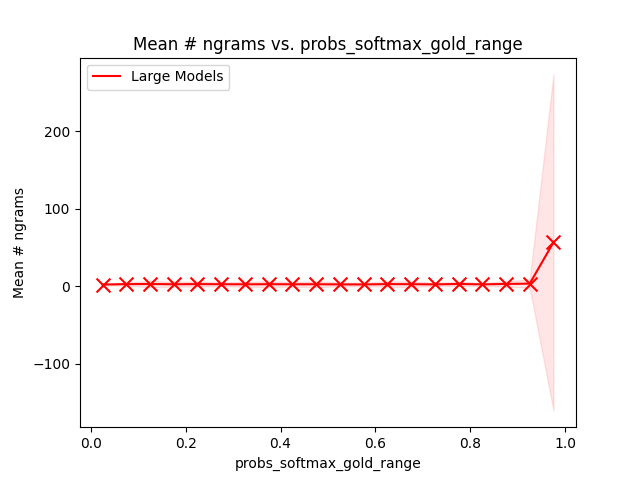 Mean # ngrams vs. probs_softmax_gold_range
Large Models
200
100
0
−100
Mean # ngrams
0.0 0.2 0.4 0.6 0.8 1.0
probs_softmax_gold_range